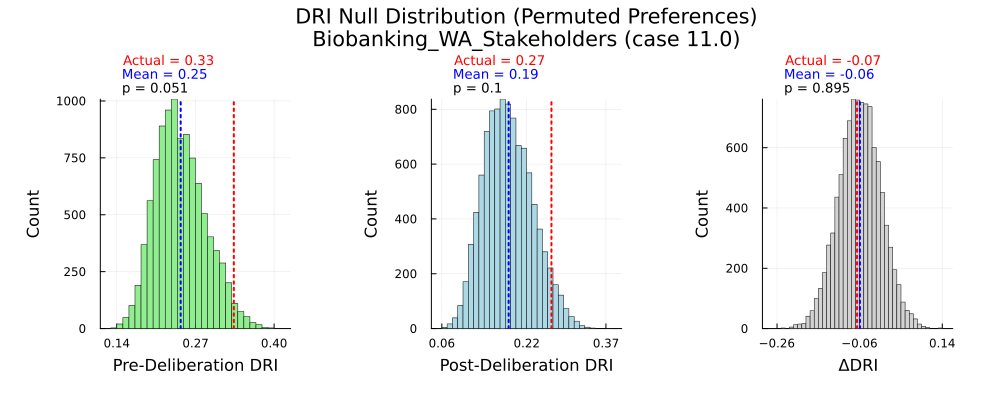 DRI Null Distribution (Permuted Preferences)
Biobanking_WA_Stakeholders (case 11.0)
Actual = 0.33
Mean = 0.25
p = 0.051
1000
750
500
250
0
Count
0.14 0.27 0.40
Pre-Deliberation DRI
Actual = 0.27
Mean = 0.19
p = 0.1
800
600
400
200
0
Count
0.06 0.22 0.37
Post-Deliberation DRI
Actual = -0.07
Mean = -0.06
p = 0.895
600
400
200
0
Count
−0.26 −0.06 0.14
ΔDRI